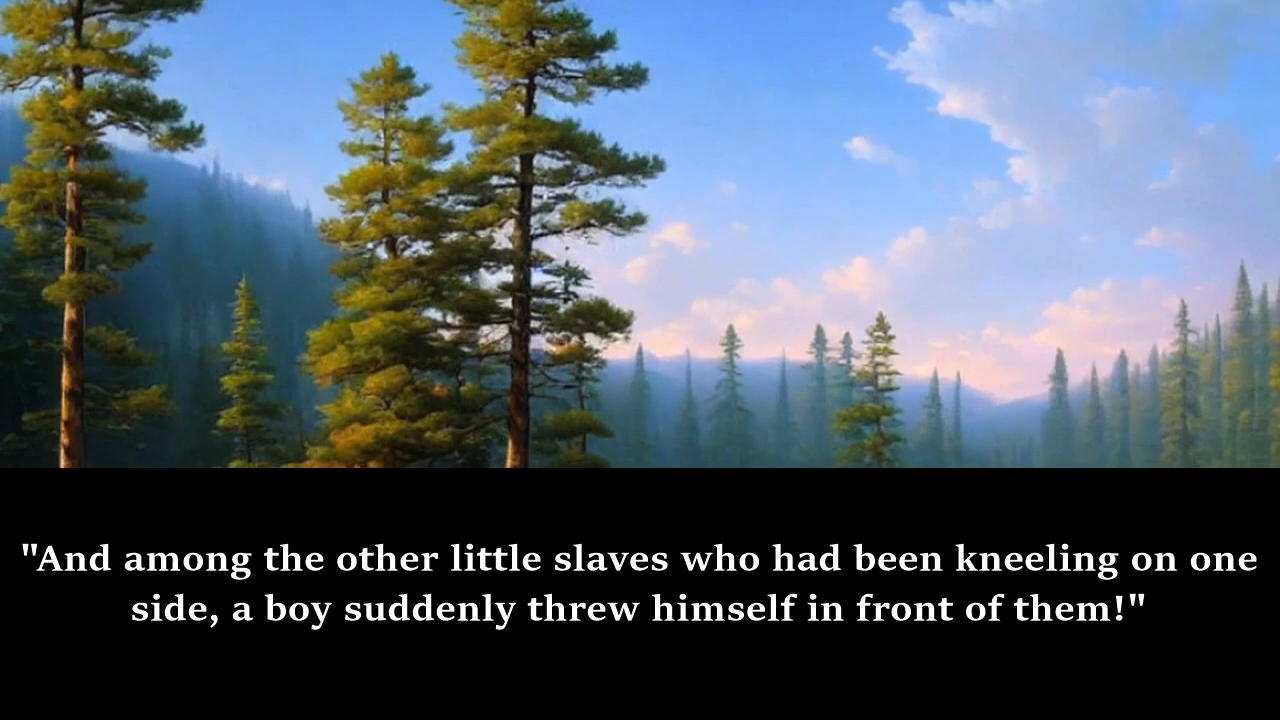 "And among the other little slaves who had been kneeling on one
side, a boy suddenly threw himself in front of them!"